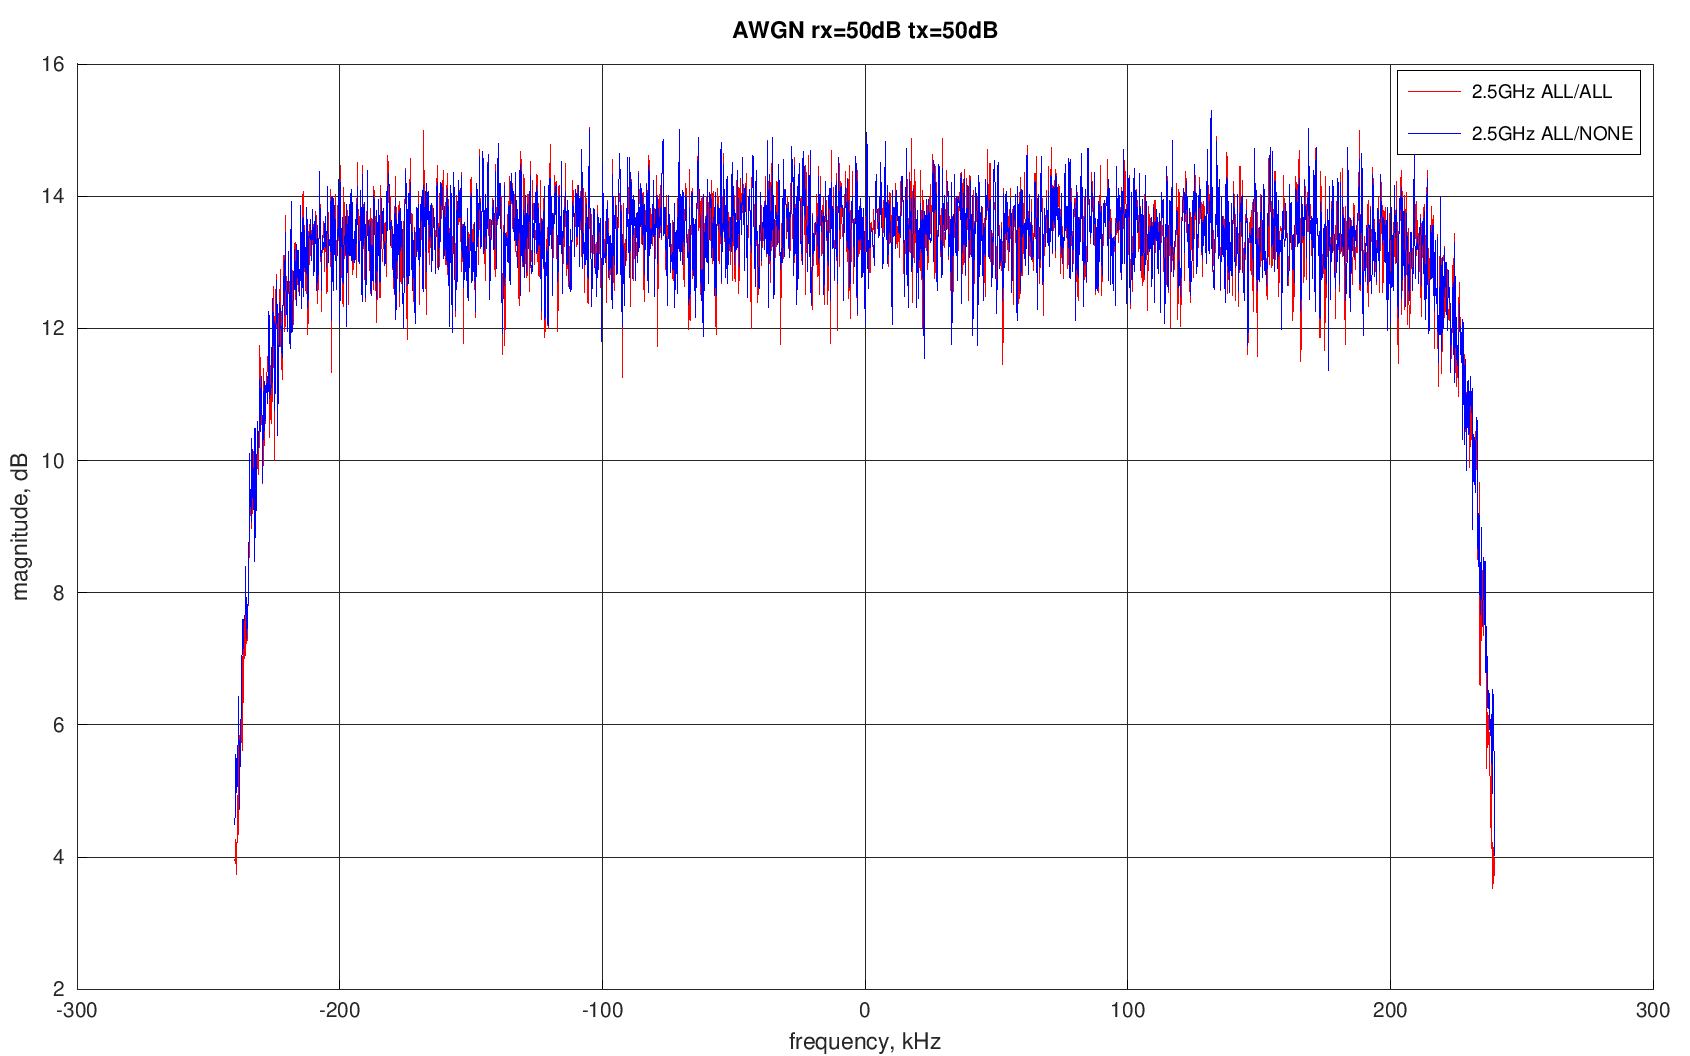 AWGN rx=50dB tx=50dB
16
14
12
10
8
6
4
2
magnitude, dB
2.5GHz ALL/ALL
2.5GHz ALL/NONE
-300 -200 -100 0 100 200 300
frequency, kHz